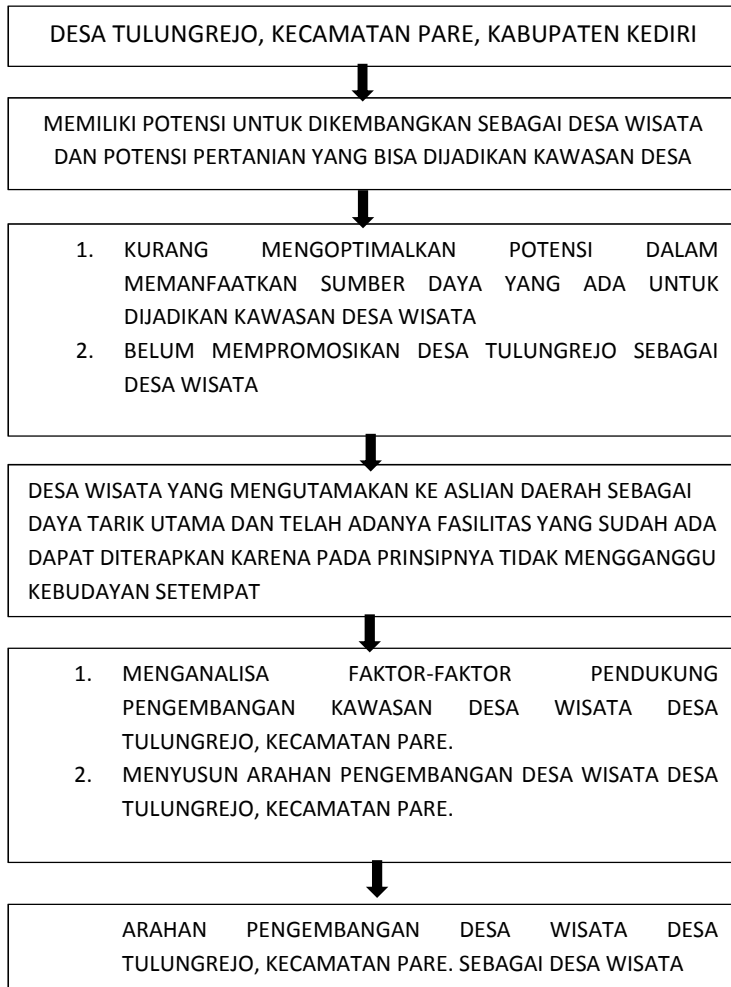 DESA TULUNGREJO, KECAMATAN PARE, KABUPATEN KEDIRI
MEMILIKI POTENSI UNTUK DIKEMBANGKAN SEBAGAI DESA WISATA
DAN POTENSI PERTANIAN YANG BISA DIJADIKAN KAWASAN DESA
1. KURANG MENGOPTIMALKAN POTENSI DALAM
MEMANFAATKAN SUMBER DAYA YANG ADA UNTUK
DIJADIKAN KAWASAN DESA WISATA
2. BELUM MEMPROMOSIKAN DESA TULUNGREJO SEBAGAI
DESA WISATA
DESA WISATA YANG MENGUTAMAKAN KE ASLIAN DAERAH SEBAGAI
DAYA TARIK UTAMA DAN TELAH ADANYA FASILITAS YANG SUDAH ADA
DAPAT DITERAPKAN KARENA PADA PRINSIPNYA TIDAK MENGGANGGU
KEBUDAYAN SETEMPAT
1. MENGANALISA FAKTOR-FAKTOR PENDUKUNG
PENGEMBANGAN KAWASAN DESA WISATA DESA
TULUNGREJO, KECAMATAN PARE.
2. MENYUSUN ARAHAN PENGEMBANGAN DESA WISATA DESA
TULUNGREJO, KECAMATAN PARE.
ARAHAN PENGEMBANGAN DESA WISATA DESA
TULUNGREJO, KECAMATAN PARE. SEBAGAI DESA WISATA